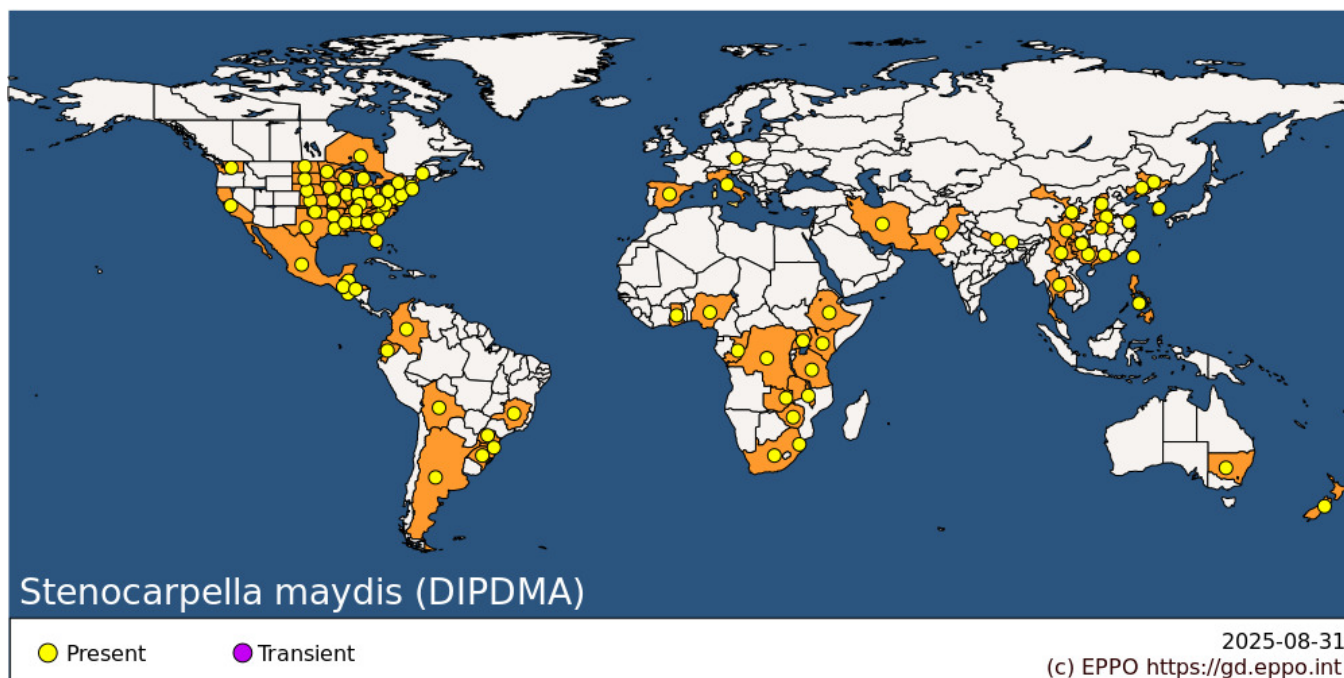 Stenocarpella maydis (DIPDMA)
Present
Transient
2025-08-31
(c) EPPO https://gd.eppo.int